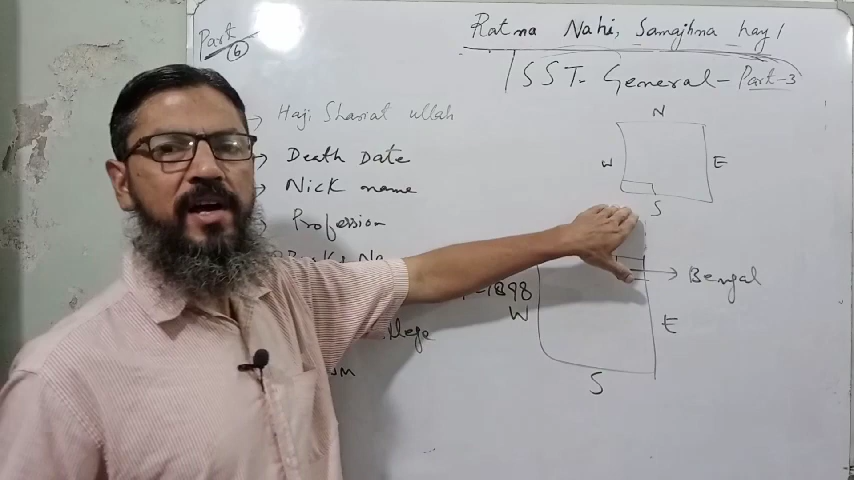 Part
6
Ratna Nahi, Samajhna hay!
SST. General - Part-3
Haji Shariat ullah
Death Date
Nick name
Profession
N
W
E
S
Bengal
1898
W
E
S